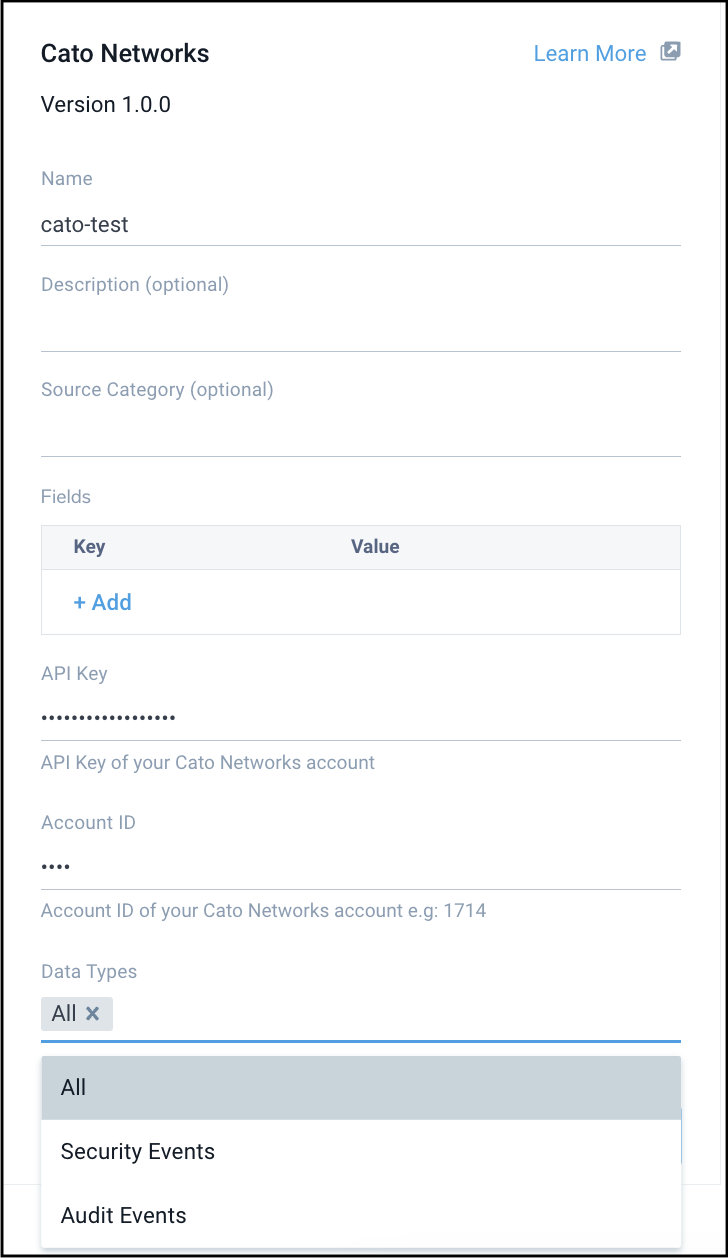 Cato Networks
Learn More
Version 1.0.0
Name
cato-test
Description (optional)
Source Category (optional)
Fields
Key Value
+ Add
API Key
••••••••••••••••••
API Key of your Cato Networks account
Account ID
••••
Account ID of your Cato Networks account e.g: 1714
Data Types
All ×
All
Security Events
Audit Events